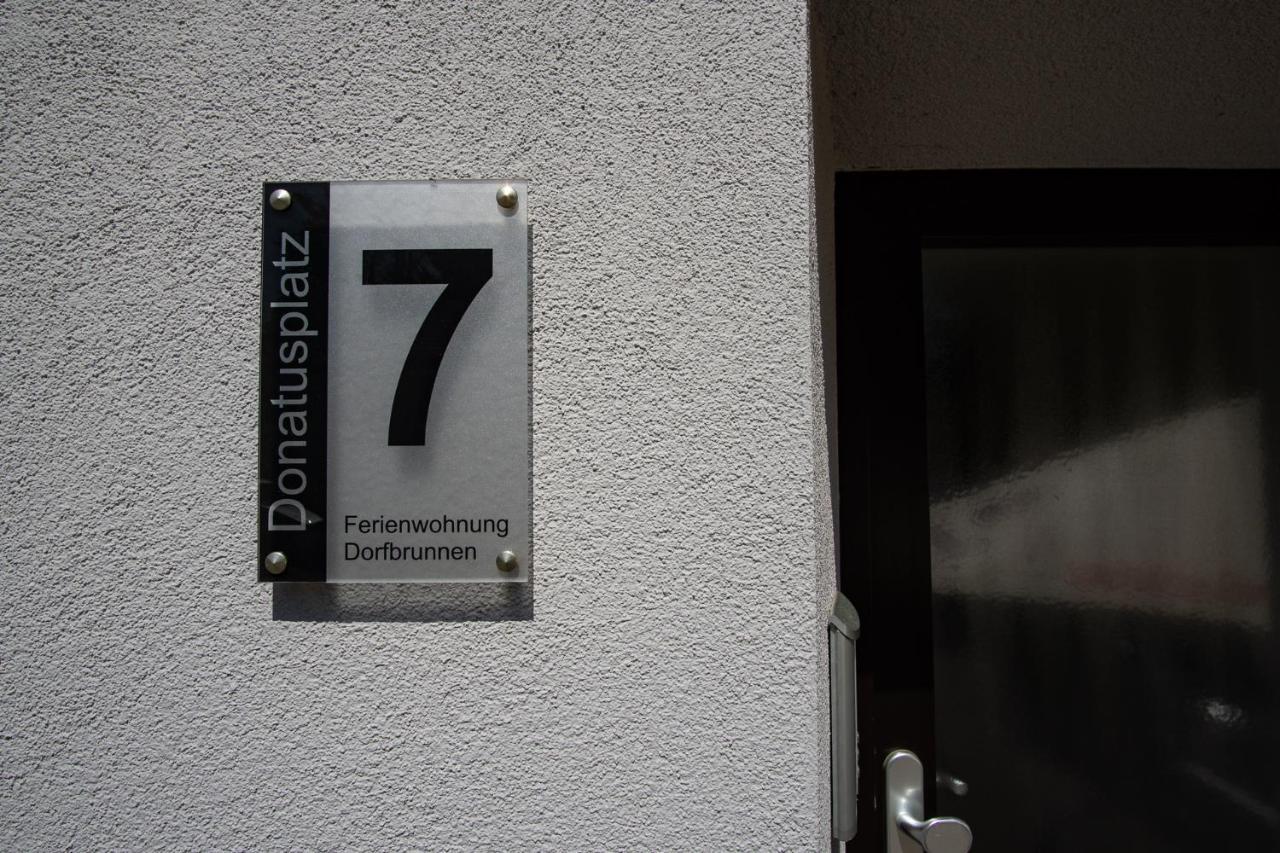 Donatusplatz
7
Ferienwohnung
Dorfbrunnen